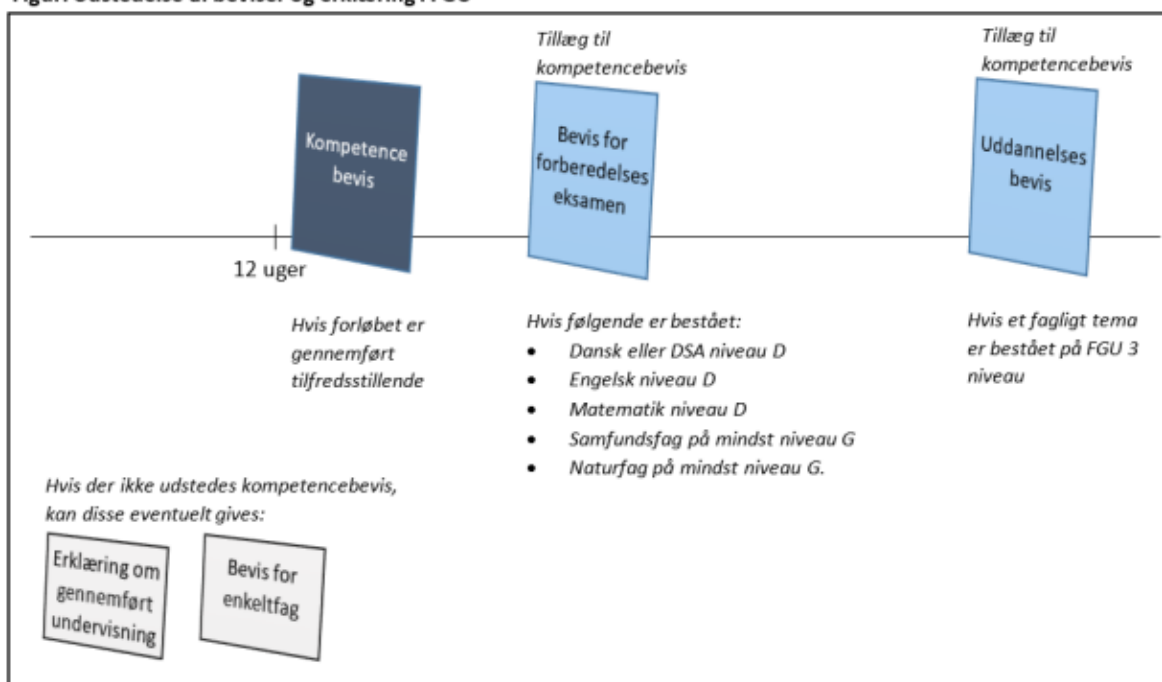 Tillæg til
kompetencebevis
Tillæg til
kompetencebevis
Kompetence
bevis
Bevis for
forberedelses
eksamen
Uddannelses
bevis
12 uger
Hvis forløbet er
gennemført
tilfredsstillende
Hvis følgende er bestået:
• Dansk eller DSA niveau D
• Engelsk niveau D
• Matematik niveau D
• Samfundsfag på mindst niveau G
• Naturfag på mindst niveau G.
Hvis et fagligt tema
er bestået på FGU 3
niveau
Hvis der ikke udstedes kompetencebevis,
kan disse eventuelt gives:
Erklæring om
gennemført
undervisning
Bevis for
enkeltfag